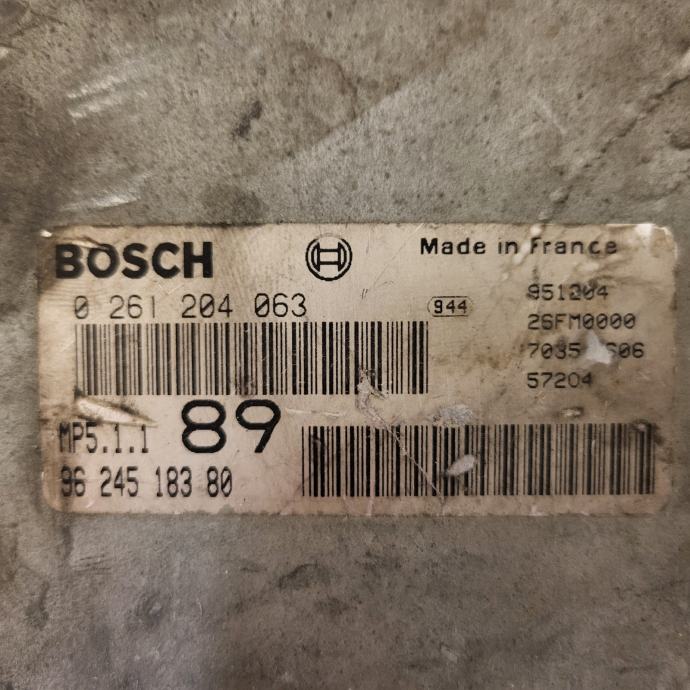 BOSCH
Made in France
0 261 204 063
944
951204
26FM0000
57204
MP5.1.1
89
96 245 183 80